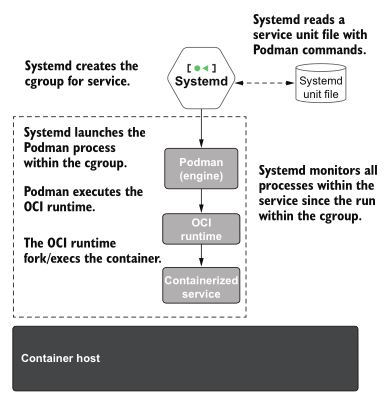 Systemd reads a
service unit file with
Podman commands.
Systemd creates the
cgroup for service.
Systemd
Systemd
unit file
Systemd launches the
Podman process
within the cgroup.
Podman
(engine)
Systemd monitors all
processes within the
service since the run
within the cgroup.
Podman executes the
OCI runtime.
OCI
runtime
The OCI runtime
fork/execs the container.
Containerized
service
Container host